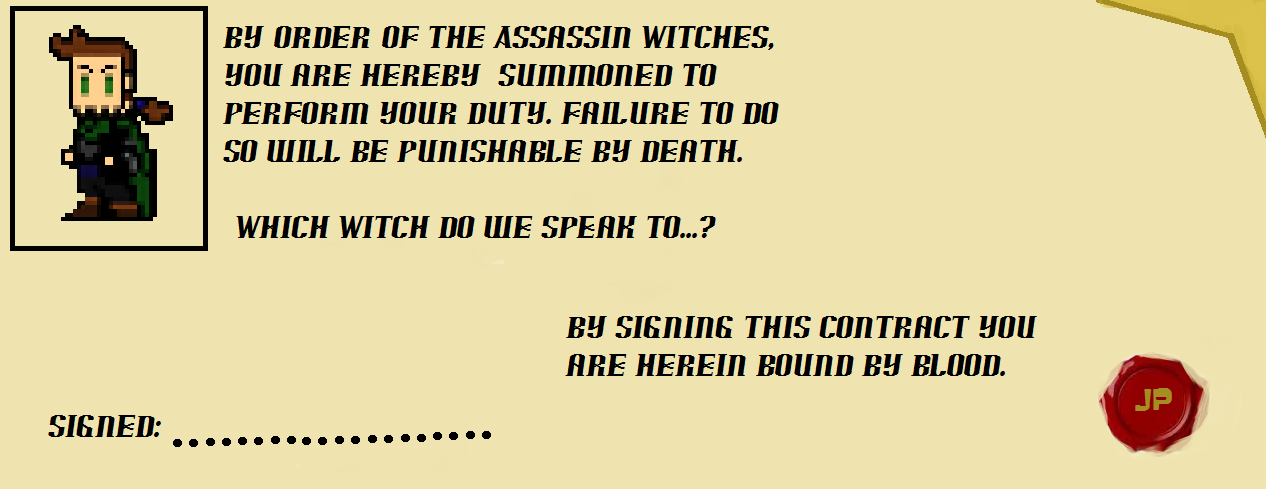 BY ORDER OF THE ASSASSIN WITCHES,
YOU ARE HEREBY SUMMONED TO
PERFORM YOUR DUTY. FAILURE TO DO
SO WILL BE PUNISHABLE BY DEATH.
WHICH WITCH DO WE SPEAK TO...?
BY SIGNING THIS CONTRACT YOU
ARE HEREIN BOUND BY BLOOD.
JP
SIGNED: ....................